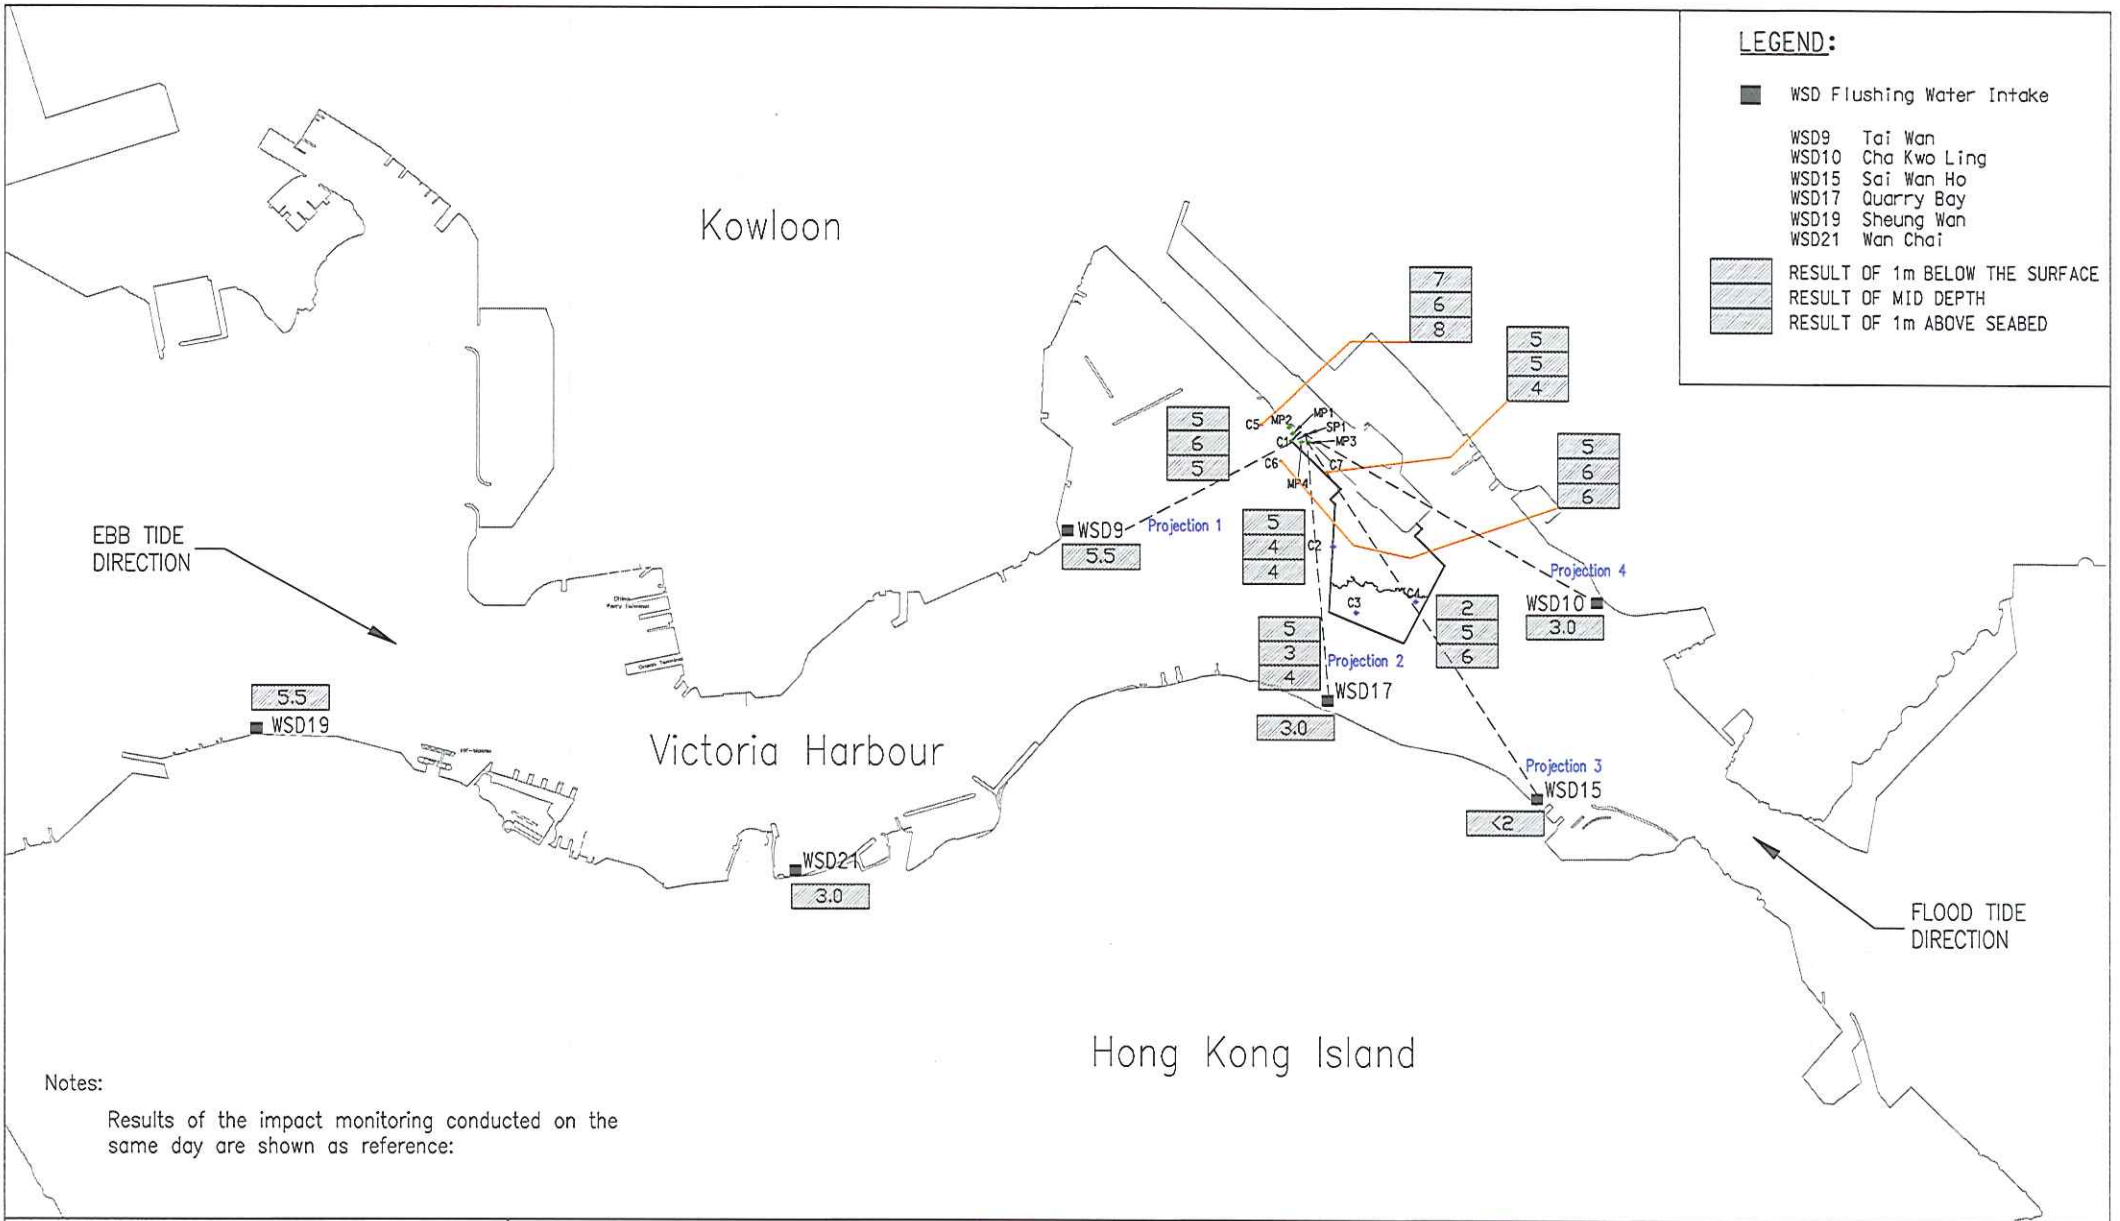 LEGEND:
WSD Flushing Water Intake
WSD9 Tai Wan
WSD10 Cha Kwo Ling
WSD15 Sai Wan Ho
WSD17 Quarry Bay
WSD19 Sheung Wan
WSD21 Wan Chai
RESULT OF 1m BELOW THE SURFACE
RESULT OF MID DEPTH
RESULT OF 1m ABOVE SEABED
Kowloon
7
6
8
5
5
4
5
6
5
C5
MP2
MP1
SP1
C1
MP3
C6
C7
MP4
5
6
6
WSD9
Projection 1
5.5
5
4
4
C2
EBB TIDE
DIRECTION
China
Ferry Terminal
Ocean Terminal
Projection 4
WSD10
3.0
C3
C4
2
5
6
5
3
4
Projection 2
WSD17
3.0
5.5
WSD19
Victoria Harbour
Projection 3
WSD15
<2
WSD21
3.0
FLOOD TIDE
DIRECTION
Hong Kong Island
Notes:
Results of the impact monitoring conducted on the
same day are shown as reference: